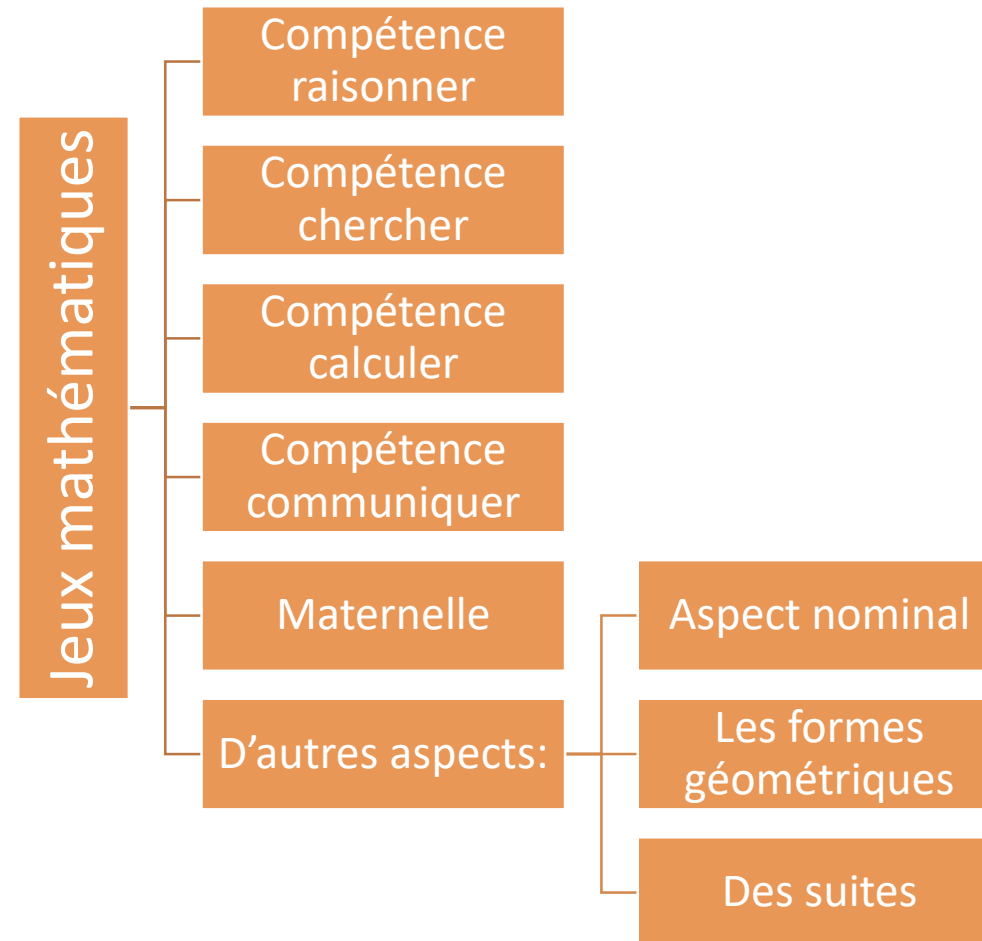 Jeux mathématiques
Compétence
raisonner
Compétence
chercher
Compétence
calculer
Compétence
communiquer
Maternelle
D'autres aspects:
Aspect nominal
Les formes
géométriques
Des suites